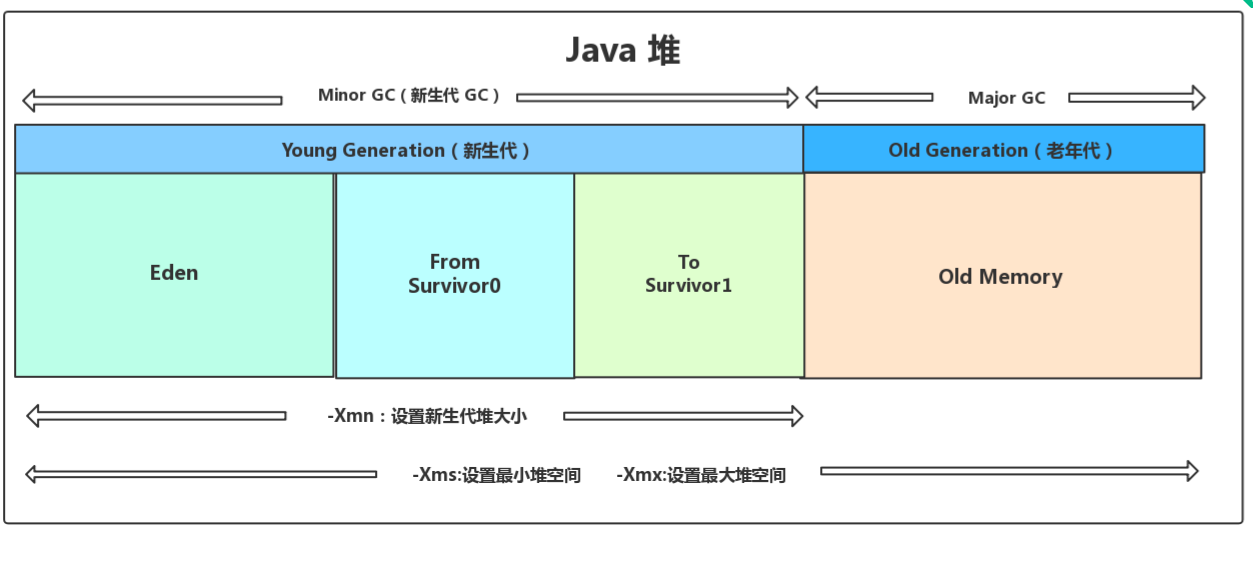 Java 堆
Minor GC（新生代 GC）
Major GC
Young Generation（新生代）
Old Generation（老年代）
Eden
From
Survivor0
To
Survivor1
Old Memory
-Xmn：设置新生代堆大小
-Xms:设置最小堆空间
-Xmx:设置最大堆空间